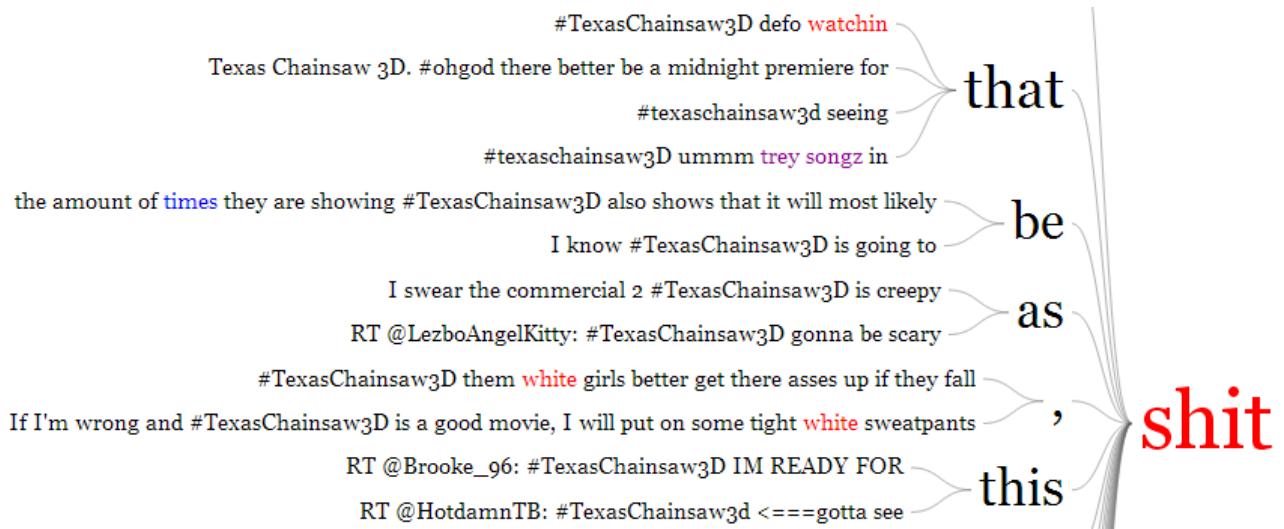 #TexasChainsaw3D defo watchin
Texas Chainsaw 3D. #ohgod there better be a midnight premiere for
that
#texaschainsaw3d seeing
#texaschainsaw3D ummm trey songz in
the amount of times they are showing #TexasChainsaw3D also shows that it will most likely
be
I know #TexasChainsaw3D is going to
I swear the commercial 2 #TexasChainsaw3D is creepy
as
RT @LezboAngelKitty: #TexasChainsaw3D gonna be scary
#TexasChainsaw3D them white girls better get there asses up if they fall
,
If I'm wrong and #TexasChainsaw3D is a good movie, I will put on some tight white sweatpants
shit
RT @Brooke_96: #TexasChainsaw3D IM READY FOR
this
RT @HotdamnTB: #TexasChainsaw3d <===gotta see